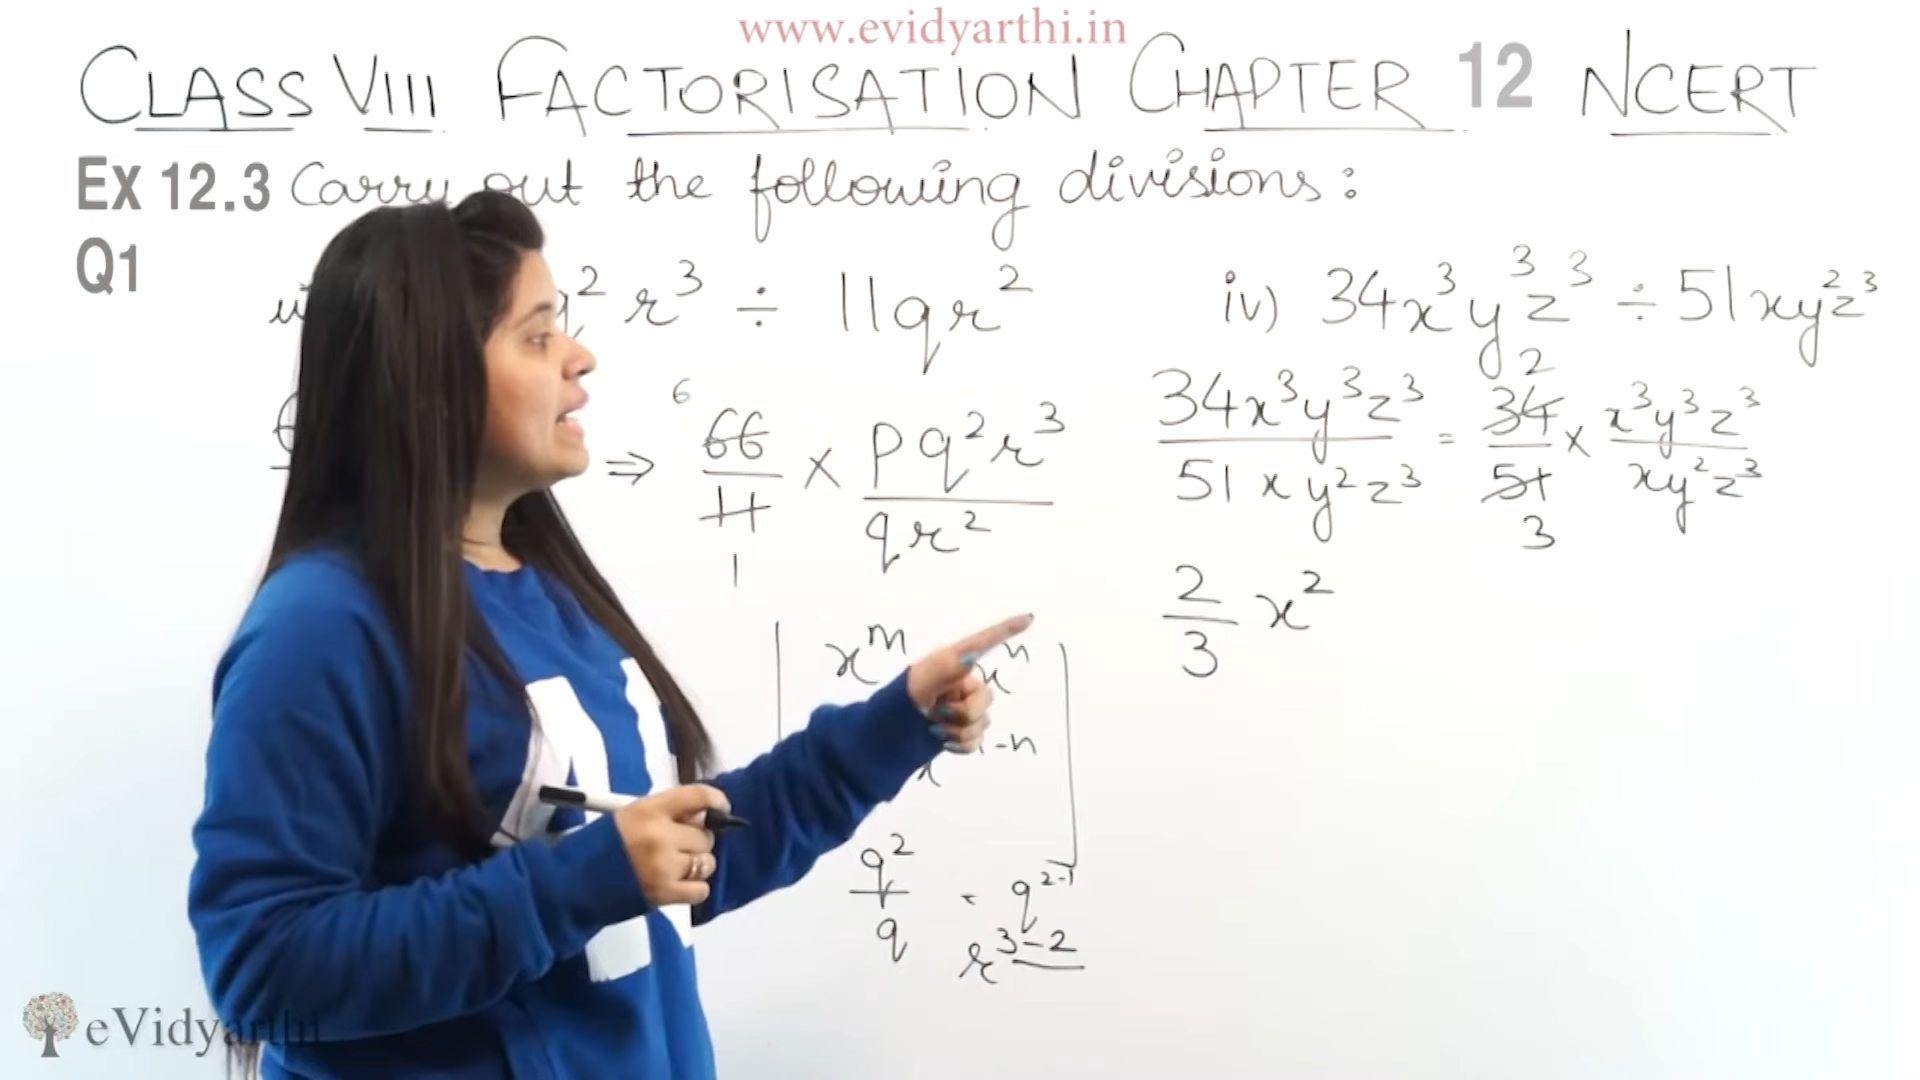 www.evidyarthi.in
CLASS VIII FACTORISATION CHAPTER 12 NCERT
Ex 12.3 Carry out the following divisions:
Q1
q² r³ ÷ 11qr²
iv) 34x³y³z³ ÷ 51xy²z³
⇒ 66/11 × pq²r³/qr²
6
1
34x³y³z³/51xy²z³ = 34/51 × x³y³z³/xy²z³
2
3
2/3 x²
xᵐ xⁿ
-n
q²/q = q²⁻¹
r³⁻²
eVidyarthi